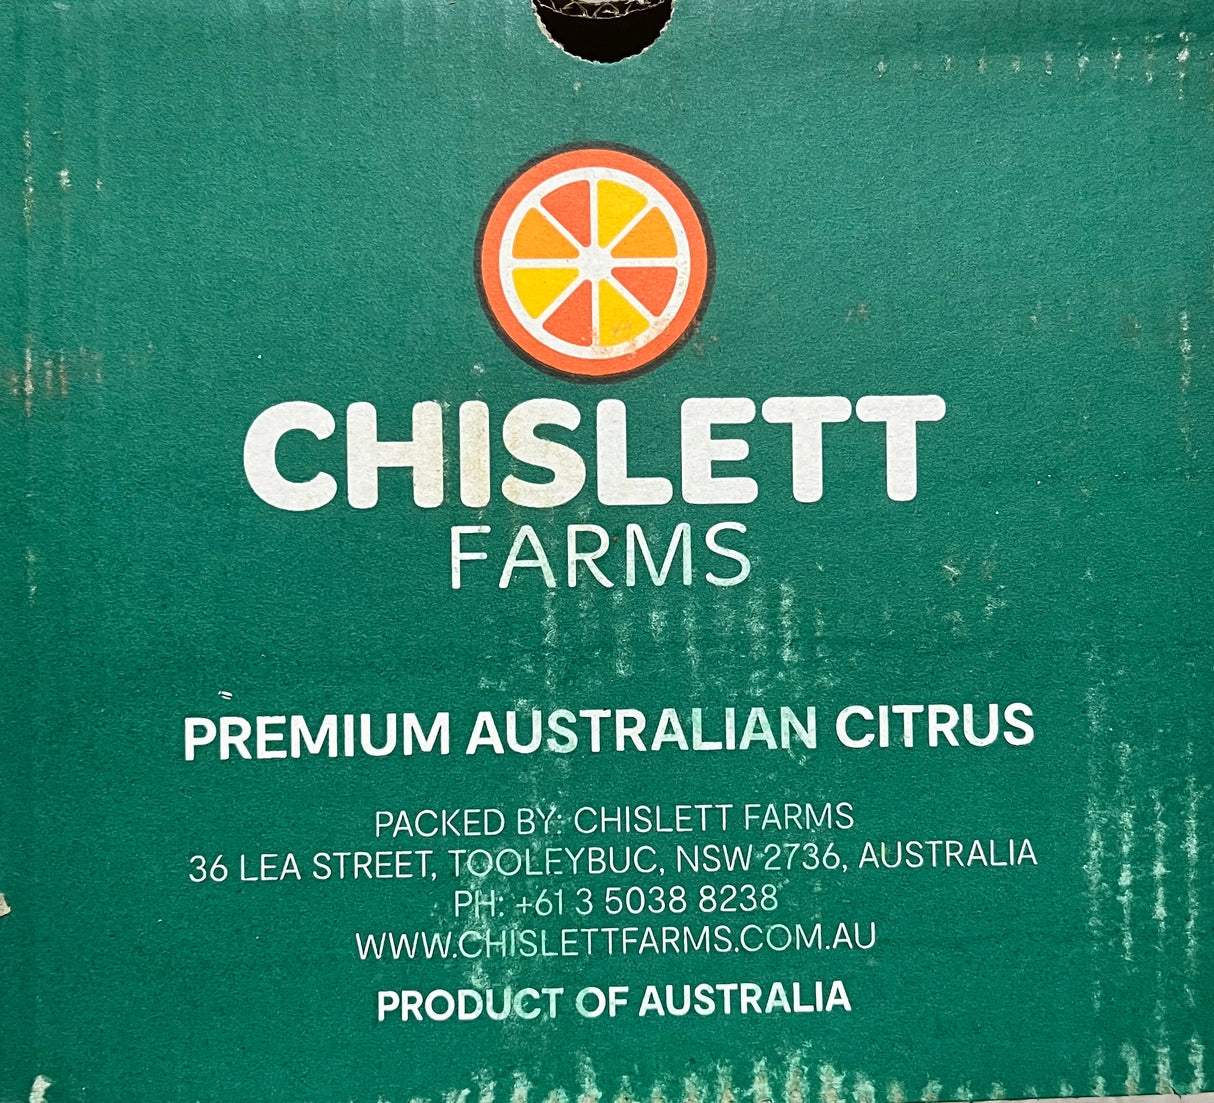 CHISLETT
FARMS
PREMIUM AUSTRALIAN CITRUS
PACKED BY: CHISLETT FARMS
36 LEA STREET, TOOLEYBUC, NSW 2736, AUSTRALIA
PH: +61 3 5038 8238
WWW.CHISLETTFARMS.COM.AU
PRODUCT OF AUSTRALIA